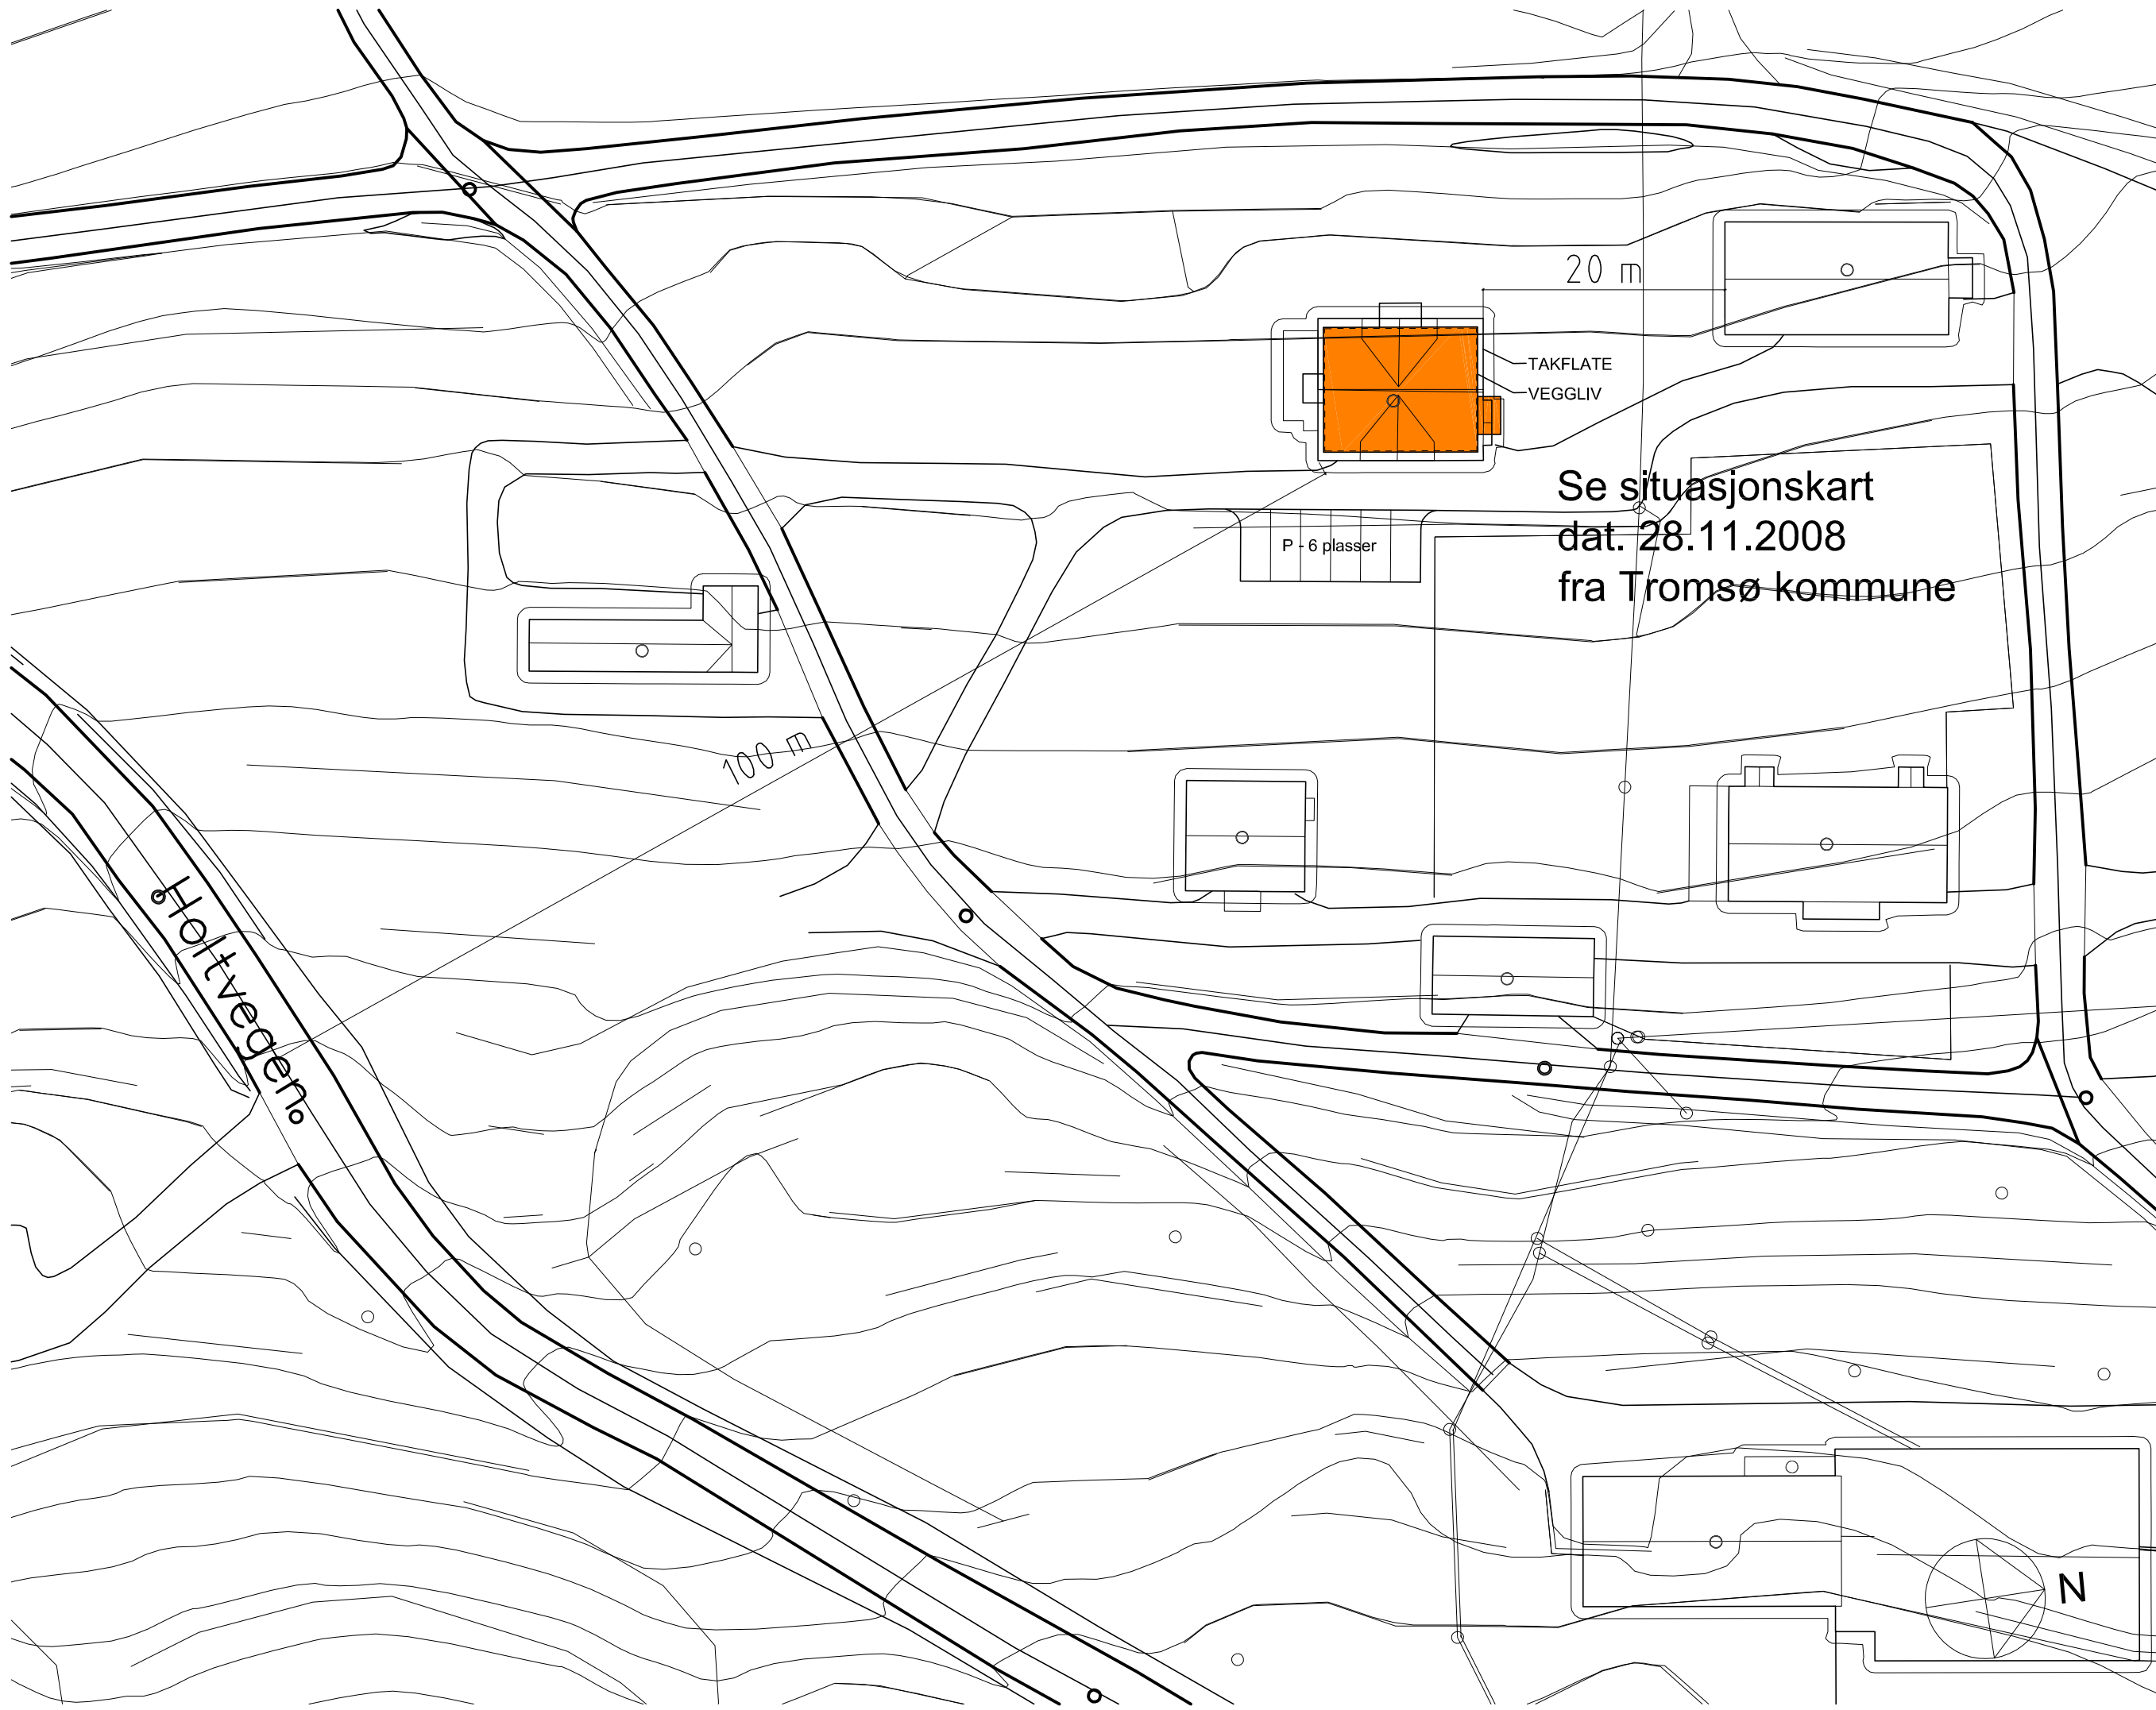 20 m
TAKFLATE
VEGGLIV
Se situasjonskart
dat. 28.11.2008
fra Tromsø kommune
P - 6 plasser
100 m
Holtvegen
N